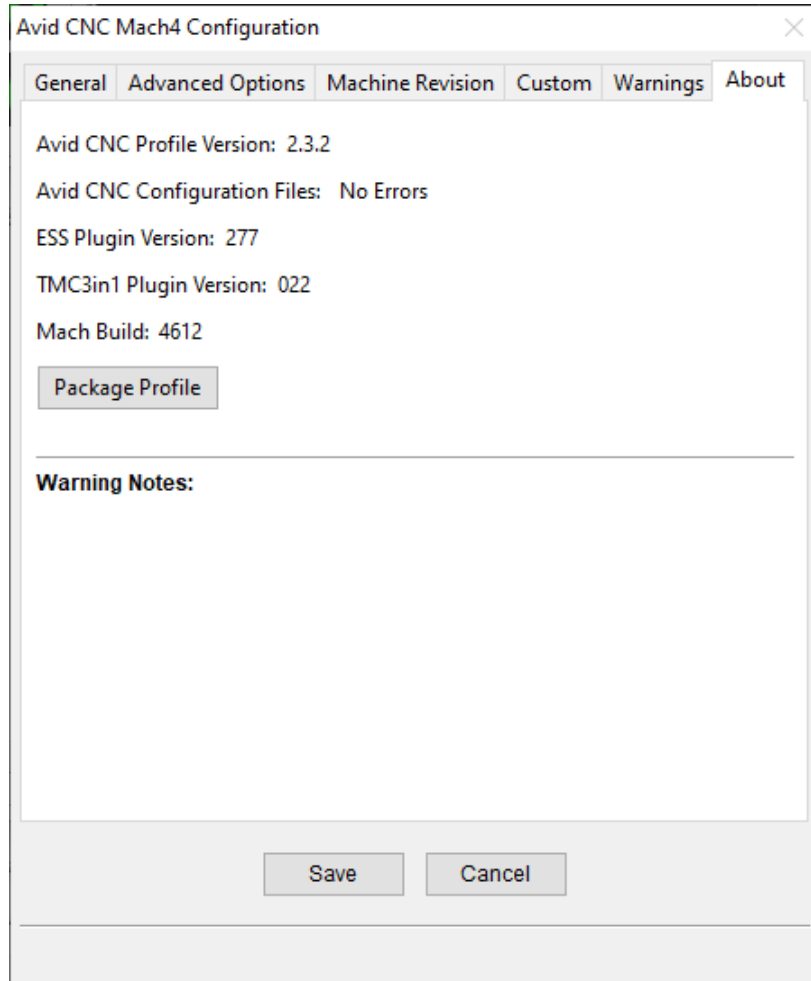 Avid CNC Mach4 Configuration
General Advanced Options Machine Revision Custom Warnings About
Avid CNC Profile Version: 2.3.2
Avid CNC Configuration Files: No Errors
ESS Plugin Version: 277
TMC3in1 Plugin Version: 022
Mach Build: 4612
Package Profile
Warning Notes:
Save Cancel